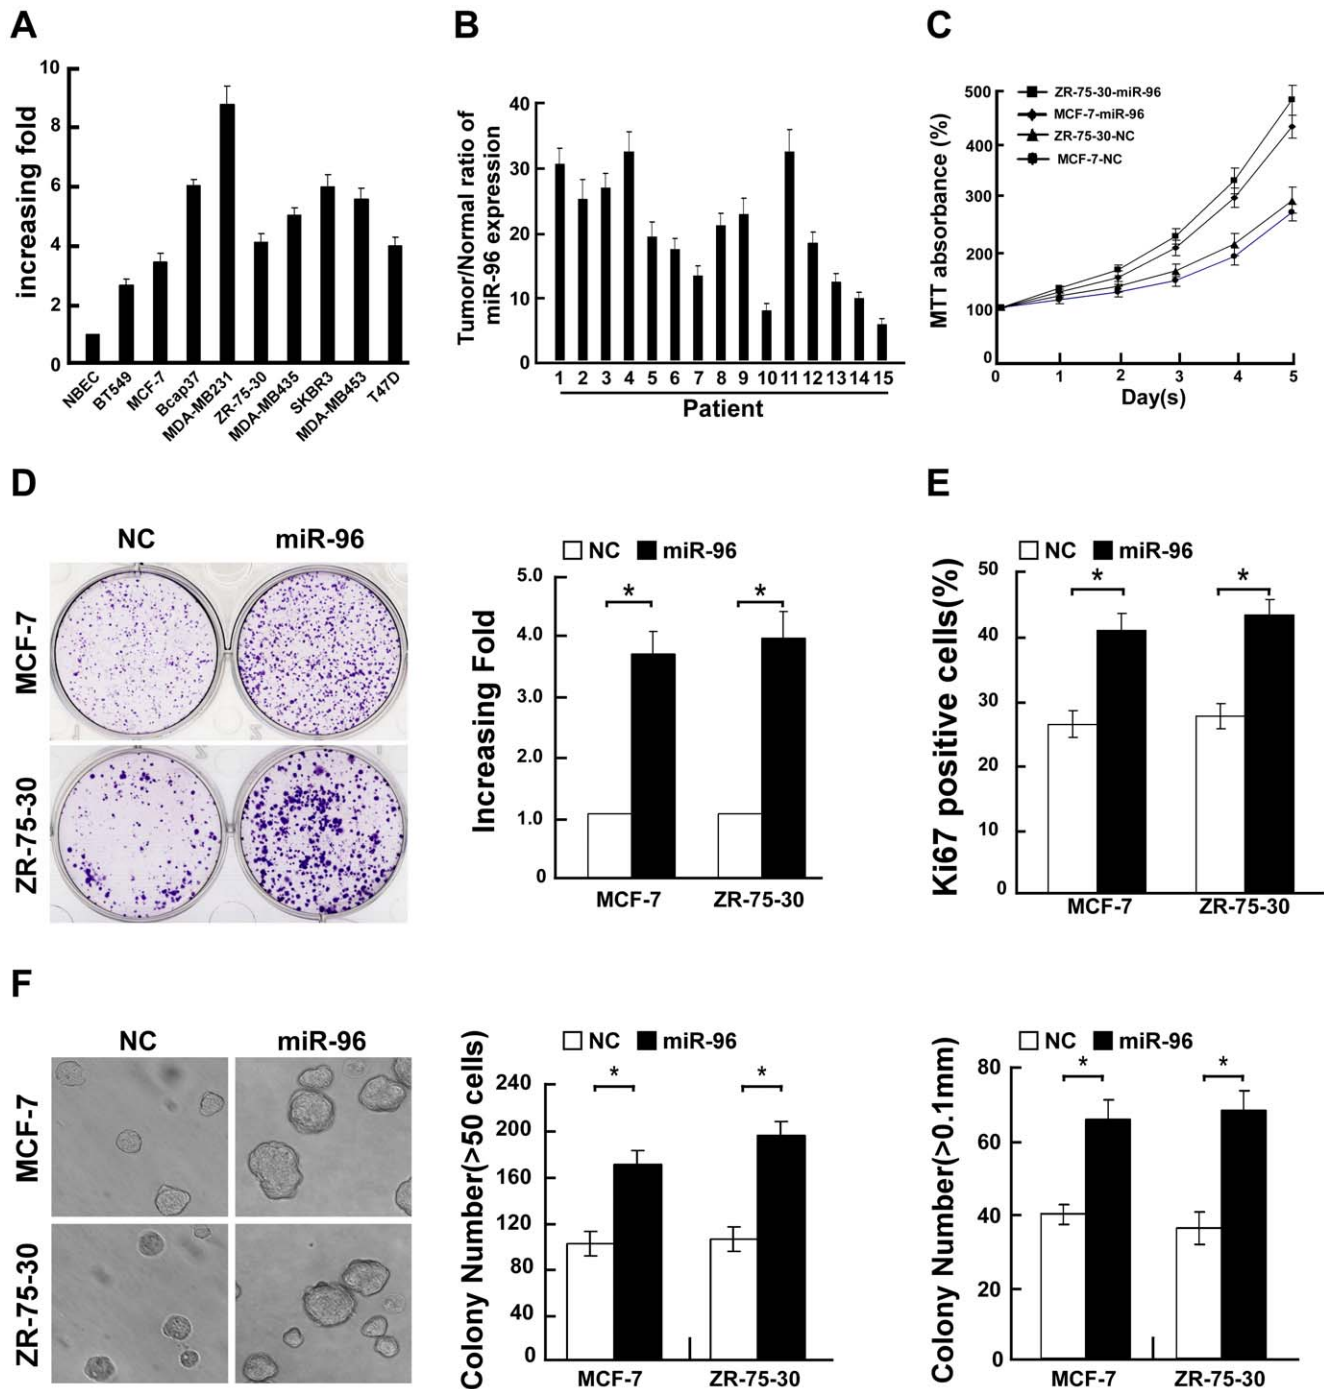 A
increasing fold
10
8
6
4
2
0
NBEC
BT549
MCF-7
Bcap37
MDA-MB231
ZR-75-30
MDA-MB435
SKBR3
MDA-MB453
T47D
B
Tumor/Normal ratio of
miR-96 expression
40
30
20
10
0
1 2 3 4 5 6 7 8 9 10 11 12 13 14 15
Patient
C
MTT absorbance (%)
500
400
300
200
100
0
ZR-75-30-miR-96
MCF-7-miR-96
ZR-75-30-NC
MCF-7-NC
0 1 2 3 4 5
Day(s)
D
NC miR-96
MCF-7
ZR-75-30
NC miR-96
Increasing Fold
5.0
4.0
3.0
2.0
1.0
0
* *
MCF-7 ZR-75-30
E
NC miR-96
Ki67 positive cells(%)
50
40
30
20
10
0
* *
MCF-7 ZR-75-30
F
NC miR-96
MCF-7
ZR-75-30
NC miR-96
Colony Number(>50 cells)
240
200
160
120
80
40
0
* *
MCF-7 ZR-75-30
NC miR-96
Colony Number(>0.1mm)
80
60
40
20
0
* *
MCF-7 ZR-75-30